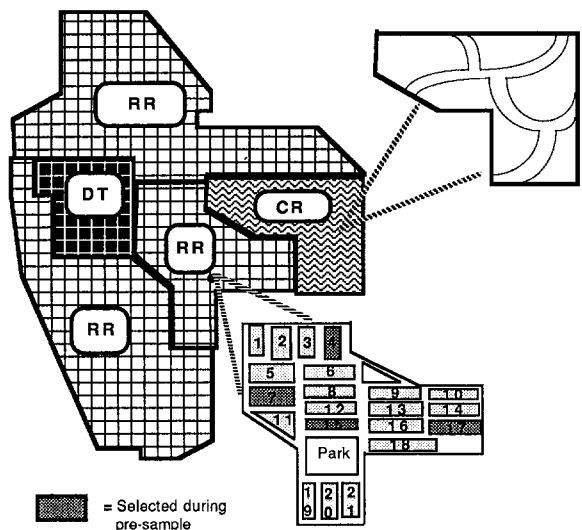 RR
DT
CR
RR
RR
1 2 3 4
5 6
7 8 9 10
12 13 14
11 15 16 17
18
Park
19 20 21
= Selected during
pre-sample